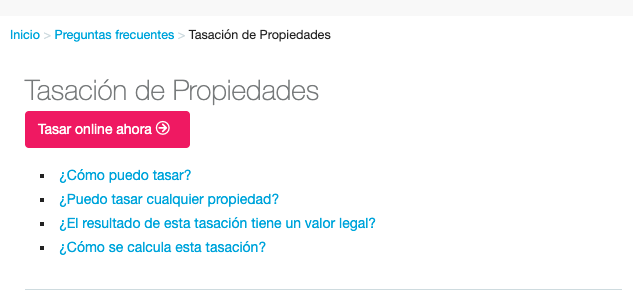 Inicio > Preguntas frecuentes > Tasación de Propiedades
Tasación de Propiedades
Tasar online ahora
¿Cómo puedo tasar?
¿Puedo tasar cualquier propiedad?
¿El resultado de esta tasación tiene un valor legal?
¿Cómo se calcula esta tasación?